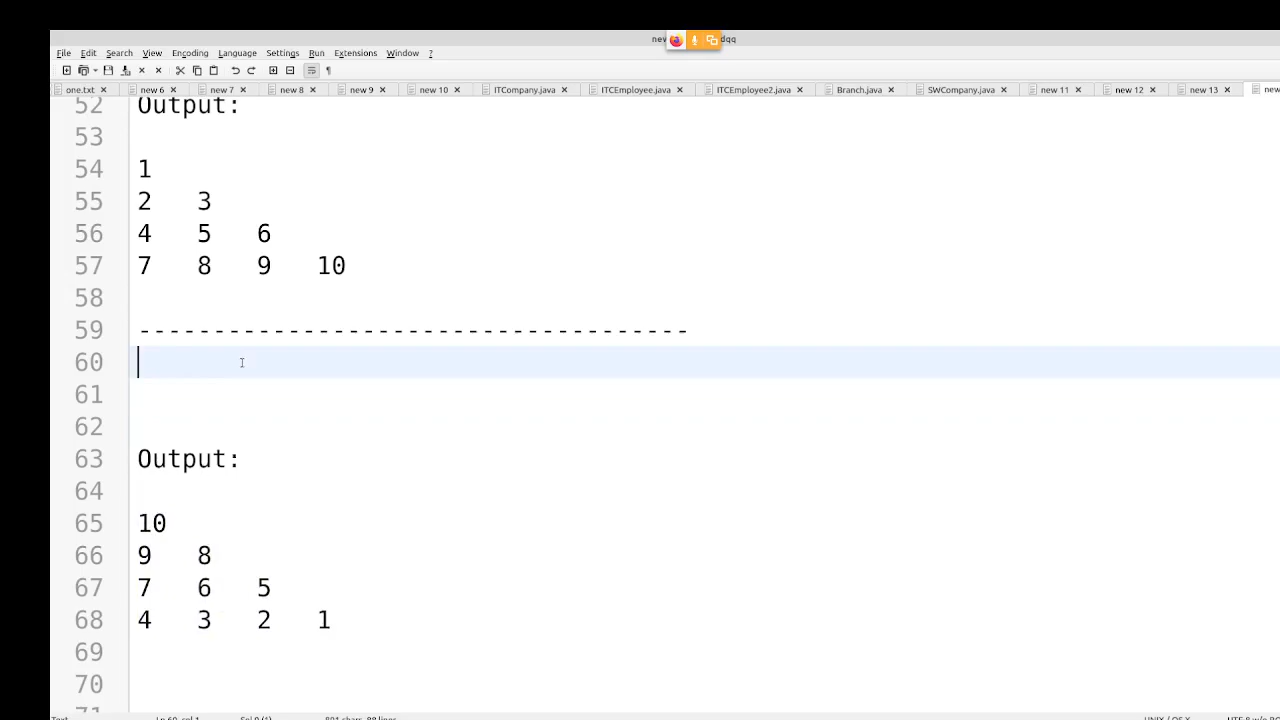 dqq
File Edit Search View Encoding Language Settings Run Extensions Window ?
one.txt new 6 new 7 new 8 new 9 new 10 ITCompany.java ITCEmployee.java ITCEmployee2.java Branch.java SWCompany.java new 11 new 12 new 13 new
52 Output:
53
54 1
55 2 3
56 4 5 6
57 7 8 9 10
58
59 -------------------------------------
60
61
62
63 Output:
64
65 10
66 9 8
67 7 6 5
68 4 3 2 1
69
70
71